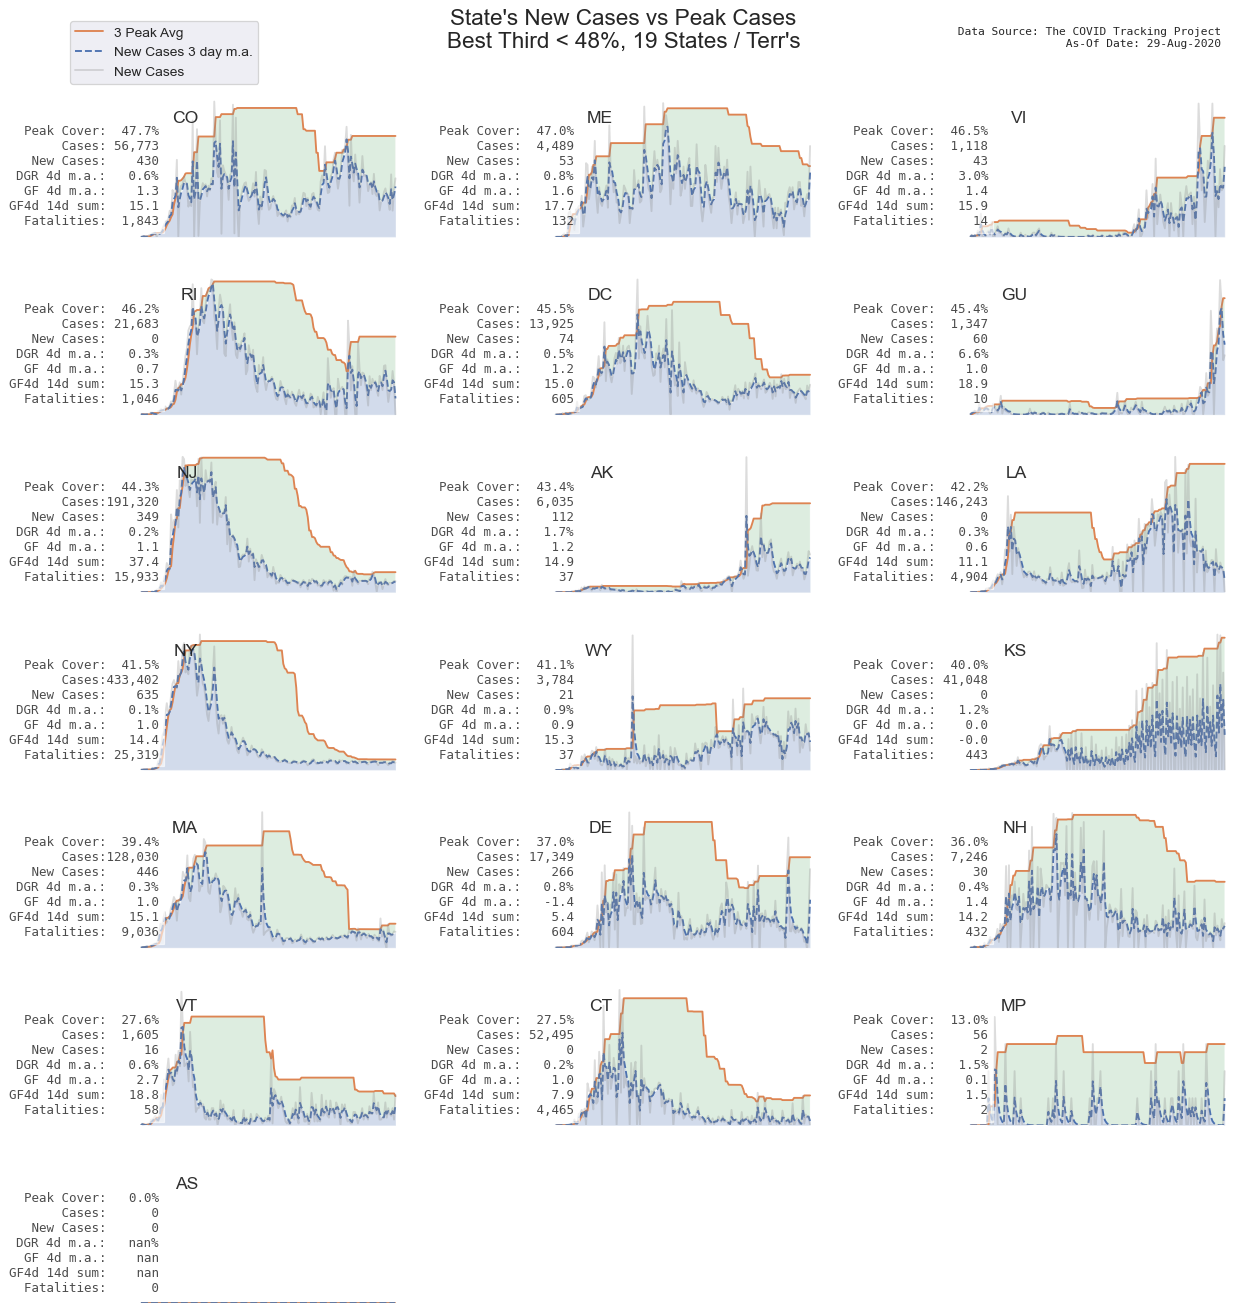 State's New Cases vs Peak Cases
Best Third < 48%, 19 States / Terr's
3 Peak Avg
New Cases 3 day m.a.
New Cases
Data Source: The COVID Tracking Project
As-Of Date: 29-Aug-2020
CO
Peak Cover: 47.7%
Cases: 56,773
New Cases: 430
DGR 4d m.a.: 0.6%
GF 4d m.a.: 1.3
GF4d 14d sum: 15.1
Fatalities: 1,843
ME
Peak Cover: 47.0%
Cases: 4,489
New Cases: 53
DGR 4d m.a.: 0.8%
GF 4d m.a.: 1.6
GF4d 14d sum: 17.7
Fatalities: 132
VI
Peak Cover: 46.5%
Cases: 1,118
New Cases: 43
DGR 4d m.a.: 3.0%
GF 4d m.a.: 1.4
GF4d 14d sum: 15.9
Fatalities: 14
RI
Peak Cover: 46.2%
Cases: 21,683
New Cases: 0
DGR 4d m.a.: 0.3%
GF 4d m.a.: 0.7
GF4d 14d sum: 15.3
Fatalities: 1,046
DC
Peak Cover: 45.5%
Cases: 13,925
New Cases: 74
DGR 4d m.a.: 0.5%
GF 4d m.a.: 1.2
GF4d 14d sum: 15.0
Fatalities: 605
GU
Peak Cover: 45.4%
Cases: 1,347
New Cases: 60
DGR 4d m.a.: 6.6%
GF 4d m.a.: 1.0
GF4d 14d sum: 18.9
Fatalities: 10
NJ
Peak Cover: 44.3%
Cases:191,320
New Cases: 349
DGR 4d m.a.: 0.2%
GF 4d m.a.: 1.1
GF4d 14d sum: 37.4
Fatalities: 15,933
AK
Peak Cover: 43.4%
Cases: 6,035
New Cases: 112
DGR 4d m.a.: 1.7%
GF 4d m.a.: 1.2
GF4d 14d sum: 14.9
Fatalities: 37
LA
Peak Cover: 42.2%
Cases:146,243
New Cases: 0
DGR 4d m.a.: 0.3%
GF 4d m.a.: 0.6
GF4d 14d sum: 11.1
Fatalities: 4,904
NY
Peak Cover: 41.5%
Cases:433,402
New Cases: 635
DGR 4d m.a.: 0.1%
GF 4d m.a.: 1.0
GF4d 14d sum: 14.4
Fatalities: 25,319
WY
Peak Cover: 41.1%
Cases: 3,784
New Cases: 21
DGR 4d m.a.: 0.9%
GF 4d m.a.: 0.9
GF4d 14d sum: 15.3
Fatalities: 37
KS
Peak Cover: 40.0%
Cases: 41,048
New Cases: 0
DGR 4d m.a.: 1.2%
GF 4d m.a.: 0.0
GF4d 14d sum: -0.0
Fatalities: 443
MA
Peak Cover: 39.4%
Cases:128,030
New Cases: 446
DGR 4d m.a.: 0.3%
GF 4d m.a.: 1.0
GF4d 14d sum: 15.1
Fatalities: 9,036
DE
Peak Cover: 37.0%
Cases: 17,349
New Cases: 266
DGR 4d m.a.: 0.8%
GF 4d m.a.: -1.4
GF4d 14d sum: 5.4
Fatalities: 604
NH
Peak Cover: 36.0%
Cases: 7,246
New Cases: 30
DGR 4d m.a.: 0.4%
GF 4d m.a.: 1.4
GF4d 14d sum: 14.2
Fatalities: 432
VT
Peak Cover: 27.6%
Cases: 1,605
New Cases: 16
DGR 4d m.a.: 0.6%
GF 4d m.a.: 2.7
GF4d 14d sum: 18.8
Fatalities: 58
CT
Peak Cover: 27.5%
Cases: 52,495
New Cases: 0
DGR 4d m.a.: 0.2%
GF 4d m.a.: 1.0
GF4d 14d sum: 7.9
Fatalities: 4,465
MP
Peak Cover: 13.0%
Cases: 56
New Cases: 2
DGR 4d m.a.: 1.5%
GF 4d m.a.: 0.1
GF4d 14d sum: 1.5
Fatalities: 2
AS
Peak Cover: 0.0%
Cases: 0
New Cases: 0
DGR 4d m.a.: nan%
GF 4d m.a.: nan
GF4d 14d sum: nan
Fatalities: 0